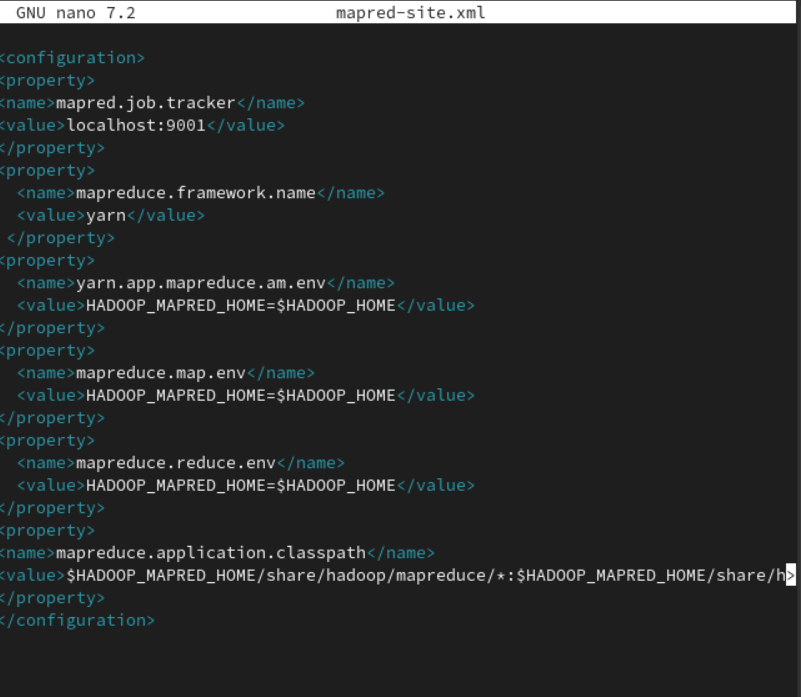 GNU nano 7.2 mapred-site.xml
<configuration>
<property>
<name>mapred.job.tracker</name>
<value>localhost:9001</value>
</property>
<property>
<name>mapreduce.framework.name</name>
<value>yarn</value>
</property>
<property>
<name>yarn.app.mapreduce.am.env</name>
<value>HADOOP_MAPRED_HOME=$HADOOP_HOME</value>
</property>
<property>
<name>mapreduce.map.env</name>
<value>HADOOP_MAPRED_HOME=$HADOOP_HOME</value>
</property>
<property>
<name>mapreduce.reduce.env</name>
<value>HADOOP_MAPRED_HOME=$HADOOP_HOME</value>
</property>
<property>
<name>mapreduce.application.classpath</name>
<value>$HADOOP_MAPRED_HOME/share/hadoop/mapreduce/*:$HADOOP_MAPRED_HOME/share/h>
</property>
</configuration>